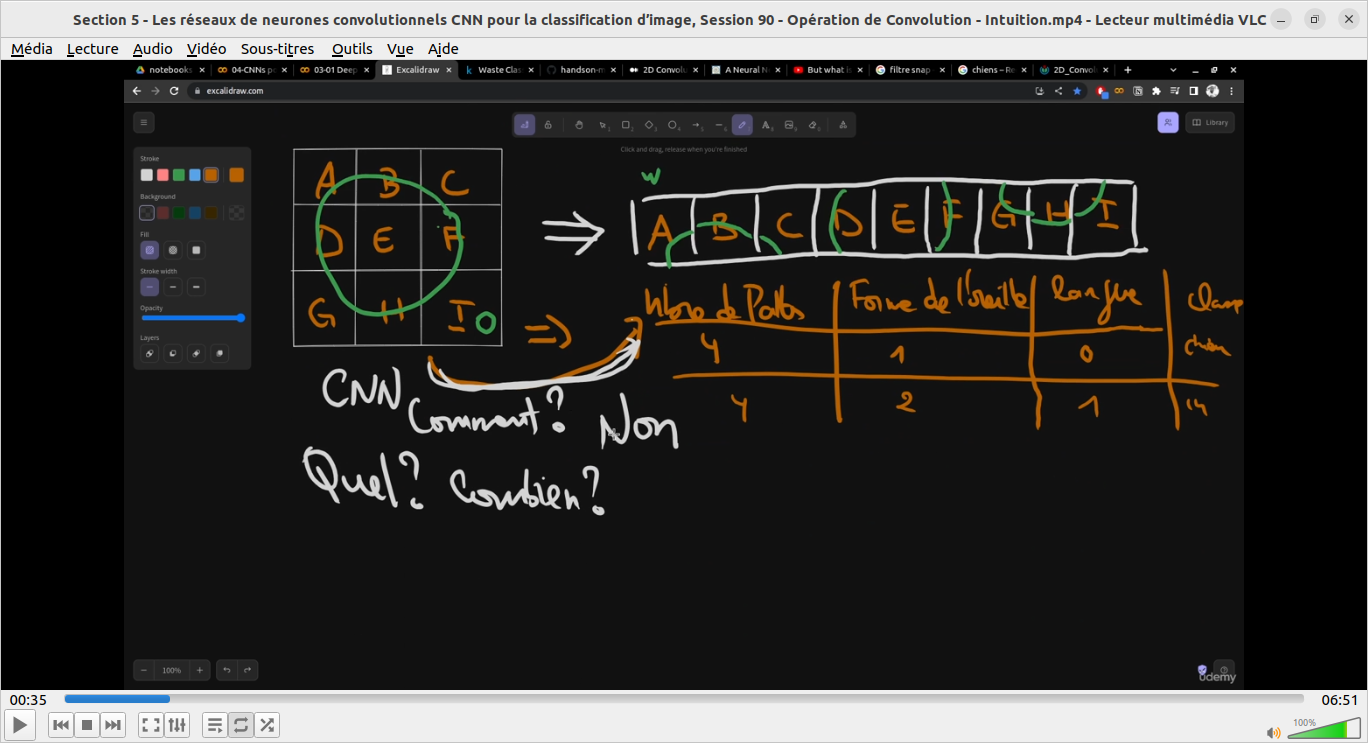 Section 5 - Les réseaux de neurones convolutionnels CNN pour la classification d'image, Session 90 - Opération de Convolution - Intuition.mp4 - Lecteur multimédia VLC
Média Lecture Audio Vidéo Sous-titres Outils Vue Aide
notebooks 04-CNNs pe 03-01 Deep Excalidraw Waste Clas handson-m 2D Convolu A Neural N But what is filtre snap chiens – Re 2D_Convol
excalidraw.com
Library
Click and drag, release when you're finished
Stroke
Background
Fill
Stroke width
Opacity
Layers
A B C
D E F
G H I
W
A B C D E F G H I
Nbre de Pattes Forme de l'oreille langue
4 1 0 chien
4 2 1
CNN Comment? Non
Quel? Combien?
100%
udemy
00:35 06:51
100%